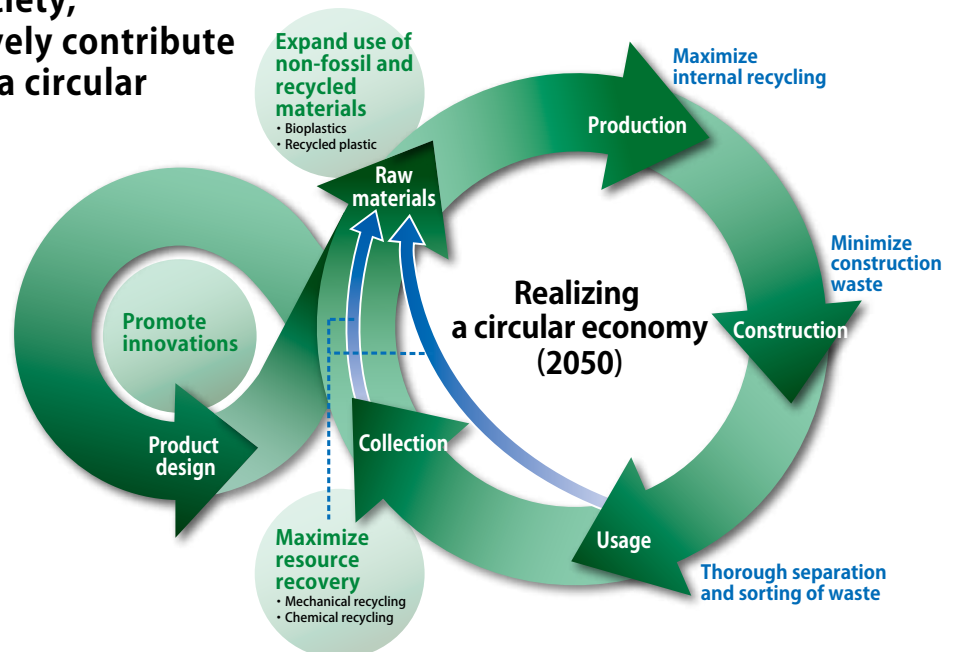 vely contribute
a circular
Expand use of
non-fossil and
recycled
materials
・Bioplastics
・Recycled plastic
Maximize
internal recycling
Production
Raw
materials
Minimize
construction
waste
Realizing
a circular economy
(2050)
Construction
Promote
innovations
Product
design
Collection
Usage
Maximize
resource
recovery
・Mechanical recycling
・Chemical recycling
Thorough separation
and sorting of waste